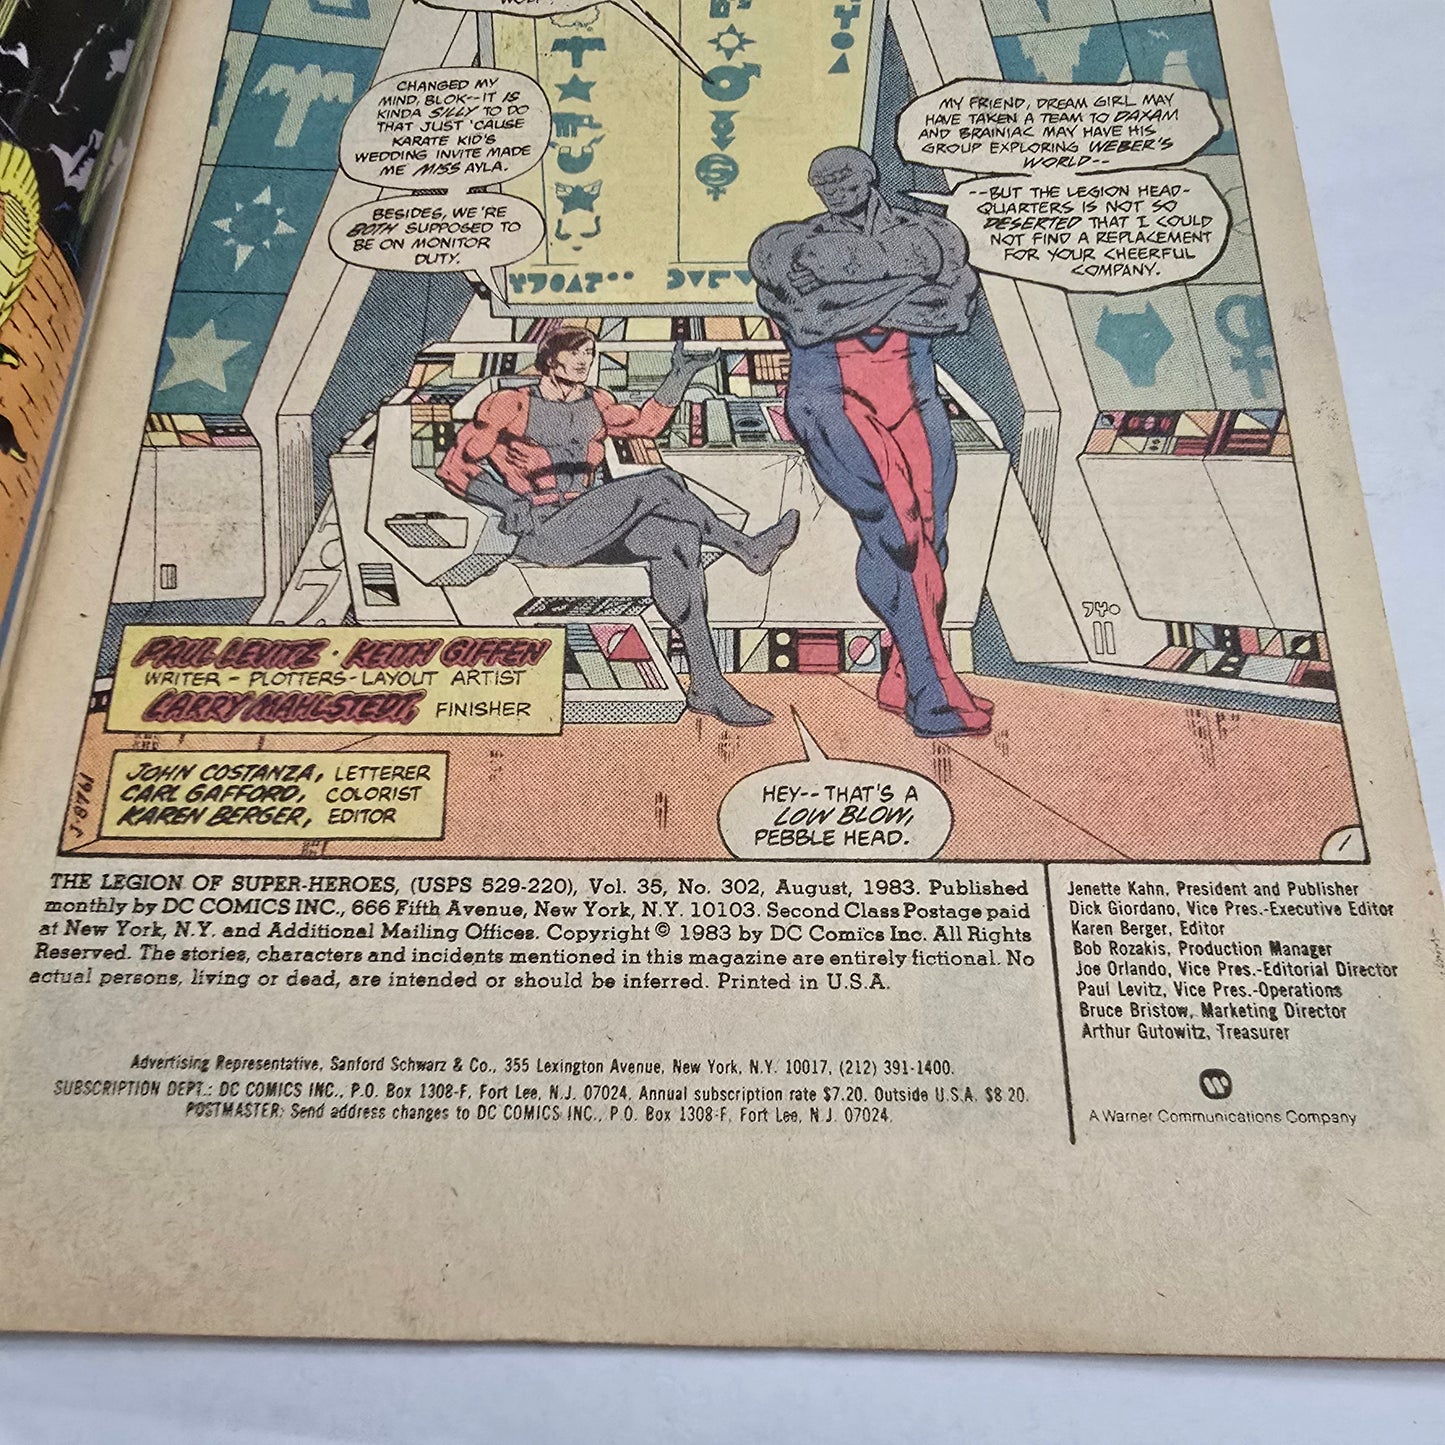 CHANGED MY
MIND, BLOK--IT IS
KINDA SILLY TO DO
THAT JUST 'CAUSE
KARATE KID'S
WEDDING INVITE MADE
ME MISS AYLA.
BESIDES, WE'RE
BOTH SUPPOSED TO
BE ON MONITOR
DUTY.
MY FRIEND, DREAM GIRL MAY
HAVE TAKEN A TEAM TO DAXAM
AND BRAINIAC MAY HAVE HIS
GROUP EXPLORING WEBER'S
WORLD--
--BUT THE LEGION HEAD-
QUARTERS IS NOT SO
DESERTED THAT I COULD
NOT FIND A REPLACEMENT
FOR YOUR CHEERFUL
COMPANY.
PAUL LEVITZ · KEITH GIFFEN
WRITER - PLOTTERS - LAYOUT ARTIST
LARRY MAHLSTEDT, FINISHER
JOHN COSTANZA, LETTERER
CARL GAFFORD, COLORIST
KAREN BERGER, EDITOR
J-8761
HEY--THAT'S A
LOW BLOW,
PEBBLE HEAD.
1
THE LEGION OF SUPER-HEROES, (USPS 529-220), Vol. 35, No. 302, August, 1983. Published
monthly by DC COMICS INC., 666 Fifth Avenue, New York, N.Y. 10103. Second Class Postage paid
at New York, N.Y. and Additional Mailing Offices. Copyright © 1983 by DC Comics Inc. All Rights
Reserved. The stories, characters and incidents mentioned in this magazine are entirely fictional. No
actual persons, living or dead, are intended or should be inferred. Printed in U.S.A.
Advertising Representative, Sanford Schwarz & Co., 355 Lexington Avenue, New York, N.Y. 10017, (212) 391-1400.
SUBSCRIPTION DEPT.: DC COMICS INC., P.O. Box 1308-F, Fort Lee, N.J. 07024. Annual subscription rate $7.20. Outside U.S.A. $8.20.
POSTMASTER: Send address changes to DC COMICS INC., P.O. Box 1308-F, Fort Lee, N.J. 07024.
Jenette Kahn, President and Publisher
Dick Giordano, Vice Pres.-Executive Editor
Karen Berger, Editor
Bob Rozakis, Production Manager
Joe Orlando, Vice Pres.-Editorial Director
Paul Levitz, Vice Pres.-Operations
Bruce Bristow, Marketing Director
Arthur Gutowitz, Treasurer
A Warner Communications Company